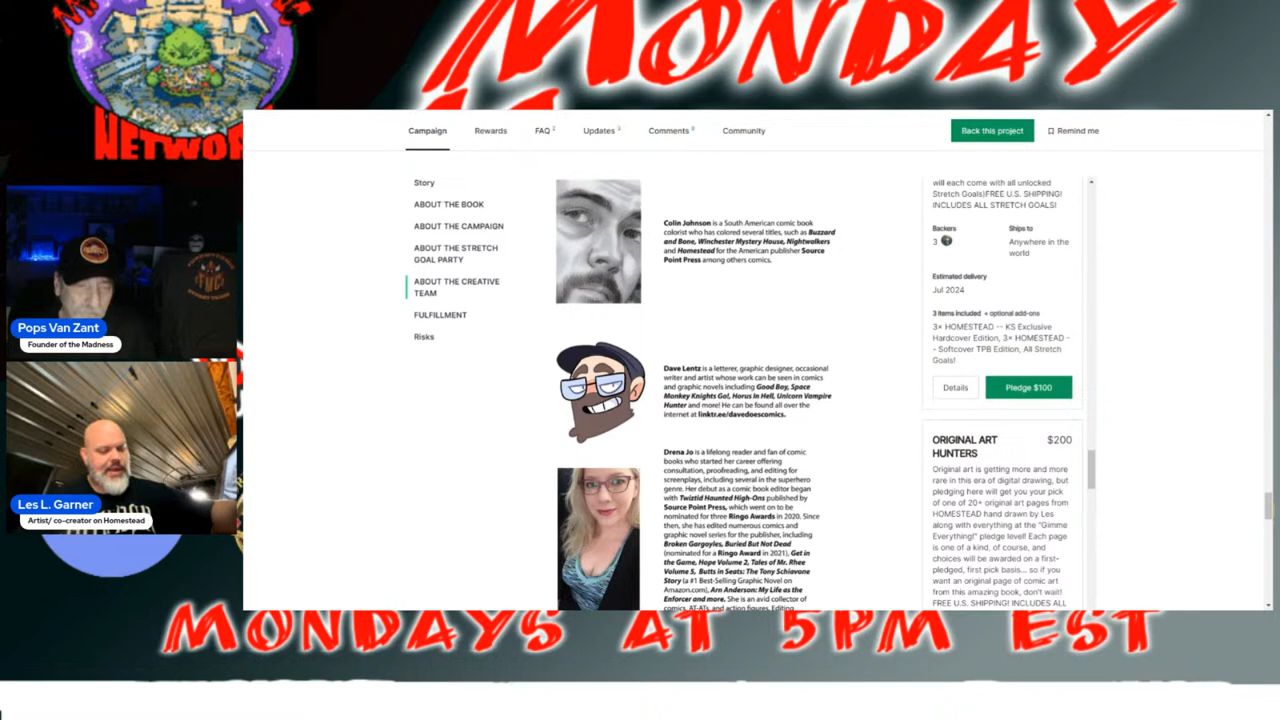 MONDAY
NETWOR
Campaign
Rewards
FAQ 2
Updates
Comments
Community
Back this project
Remind me
Story
ABOUT THE BOOK
ABOUT THE CAMPAIGN
ABOUT THE STRETCH
GOAL PARTY
ABOUT THE CREATIVE
TEAM
FULFILLMENT
Risks
Colin Johnson is a South American comic book
colorist who has colored several titles, such as Buzzard
and Bone, Winchester Mystery House, Nightwalkers
and Homestead for the American publisher Source
Point Press among others comics.
Dave Lentz is a letterer, graphic designer, occasional
writer and artist whose work can be seen in comics
and graphic novels including Good Boy, Space
Monkey Knights Go!, Horus In Hell, Unicorn Vampire
Hunter and more! He can be found all over the
internet at linktr.ee/davedoescomics.
Drena Jo is a lifelong reader and fan of comic
books who started her career offering
consultation, proofreading, and editing for
screenplays, including several in the superhero
genre. Her debut as a comic book editor began
with Twiztid Haunted High-Ons published by
Source Point Press, which went on to be
nominated for three Ringo Awards in 2020. Since
then, she has edited numerous comics and
graphic novel series for the publisher, including
Broken Gargoyles, Buried But Not Dead
(nominated for a Ringo Award in 2021), Get in
the Game, Hope Volume 2, Tales of Mr. Rhee
Volume 5, Butts in Seats: The Tony Schiavone
Story (a #1 Best-Selling Graphic Novel on
Amazon.com), Arn Anderson: My Life as the
Enforcer and more. She is an avid collector of
comics, AT-ATs, and action figures. Editing
will each come with all unlocked
Stretch Goals)FREE U.S. SHIPPING!
INCLUDES ALL STRETCH GOALS!
Backers
3
Ships to
Anywhere in the
world
Estimated delivery
Jul 2024
3 items included + optional add-ons
3× HOMESTEAD -- KS Exclusive
Hardcover Edition, 3× HOMESTEAD -
- Softcover TPB Edition, All Stretch
Goals!
Details
Pledge $100
ORIGINAL ART
HUNTERS
$200
Original art is getting more and more
rare in this era of digital drawing, but
pledging here will get you your pick
of one of 20+ original art pages from
HOMESTEAD hand drawn by Les
along with everything at the "Gimme
Everything!" pledge level! Each page
is one of a kind, of course, and
choices will be awarded on a first-
pledged, first pick basis... so if you
want an original page of comic art
from this amazing book, don't wait!
FREE U.S. SHIPPING! INCLUDES ALL
Pops Van Zant
Founder of the Madness
Les L. Garner
Artist/ co-creator on Homestead
MONDAYS AT 5PM EST